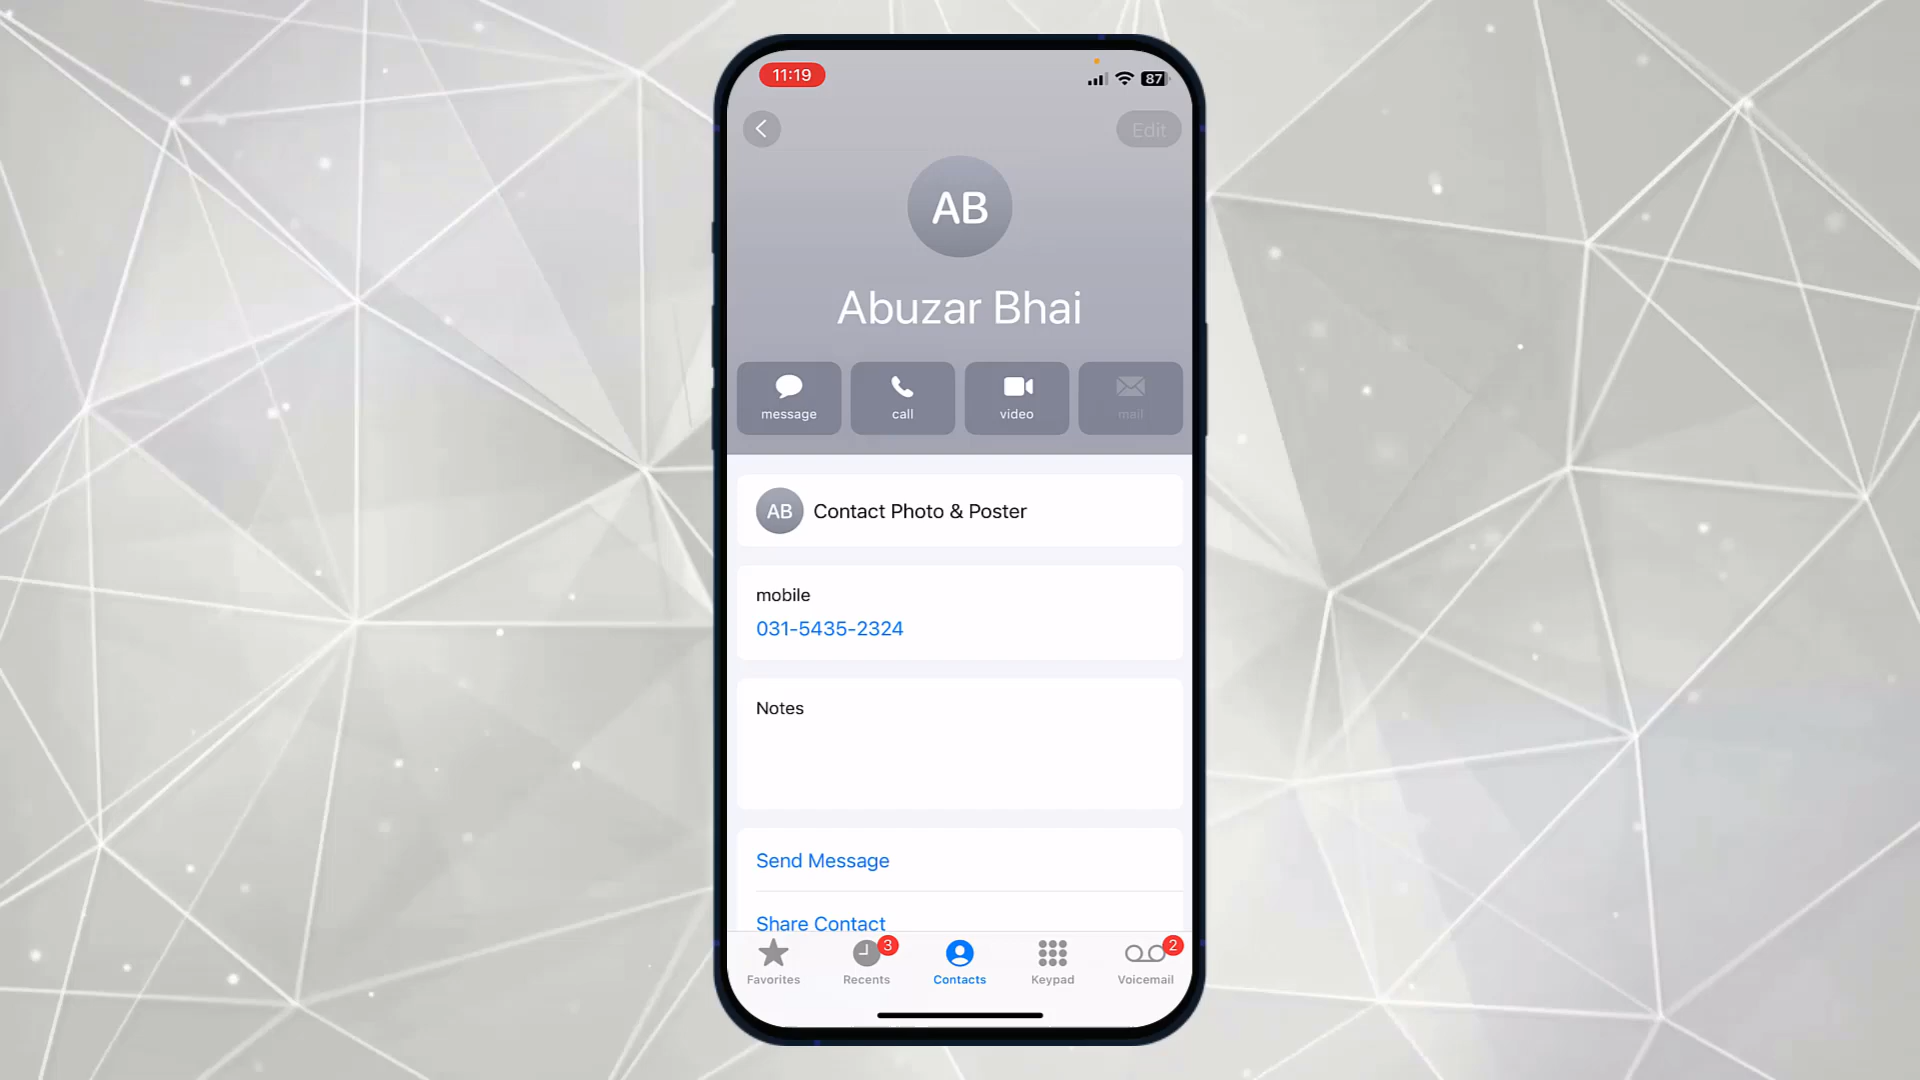 11:19
87
Edit
AB
Abuzar Bhai
message call video mail
AB Contact Photo & Poster
mobile
031-5435-2324
Notes
Send Message
Share Contact
3 2
Favorites Recents Contacts Keypad Voicemail